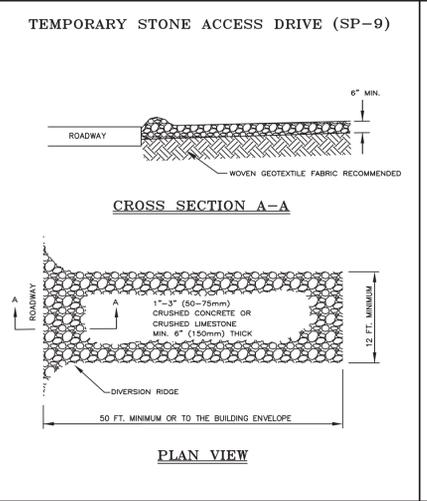 TEMPORARY STONE ACCESS DRIVE (SP-9)
6" MIN.
ROADWAY
WOVEN GEOTEXTILE FABRIC RECOMMENDED
CROSS SECTION A-A
A
ROADWAY
A
1"-3" (50-75mm)
CRUSHED CONCRETE OR
CRUSHED LIMESTONE
MIN. 6" (150mm) THICK
12 FT. MINIMUM
DIVERSION RIDGE
50 FT. MINIMUM OR TO THE BUILDING ENVELOPE
PLAN VIEW